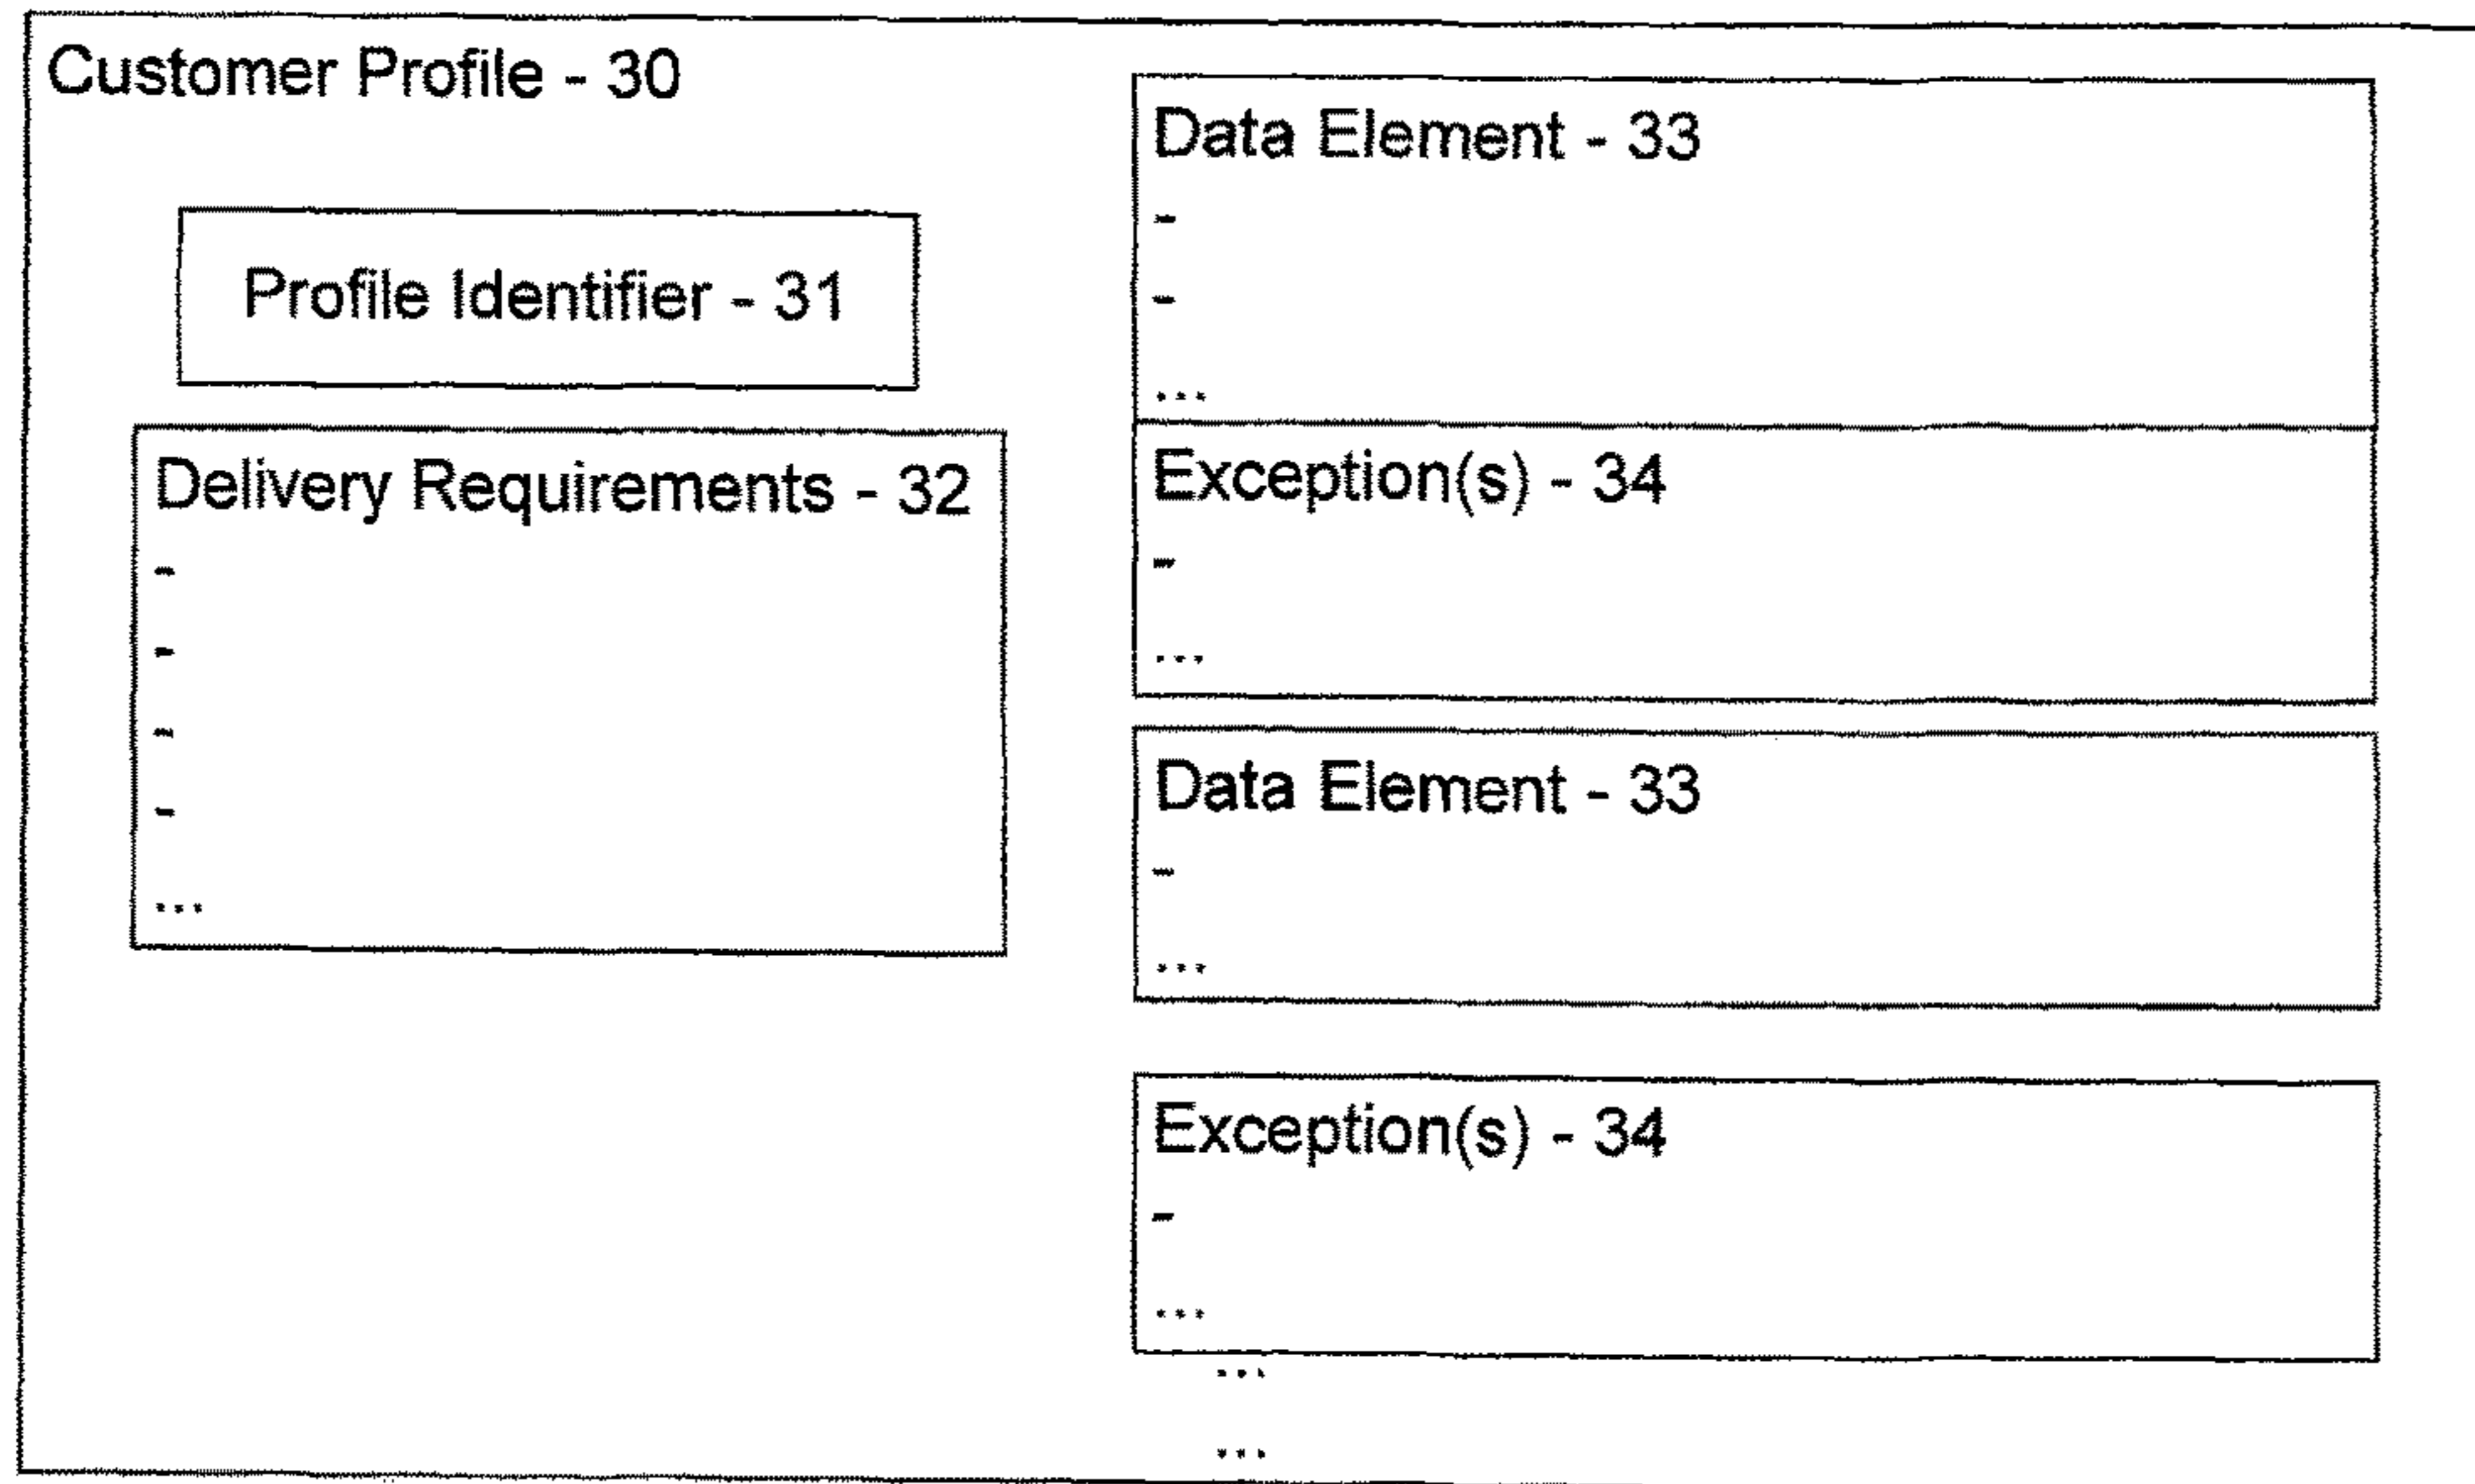 Customer Profile - 30
Profile Identifier - 31
Delivery Requirements - 32
-
-
-
-
...
Data Element - 33
-
-
...
Exception(s) - 34
-
...
Data Element - 33
-
...
Exception(s) - 34
-
...
...
...